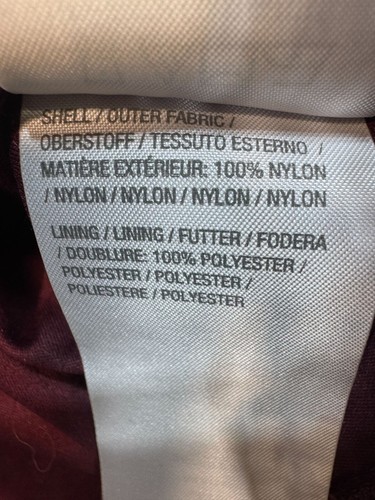 SHELL / OUTER FABRIC /
OBERSTOFF / TESSUTO ESTERNO /
MATIÈRE EXTÉRIEUR: 100% NYLON
/ NYLON / NYLON / NYLON / NYLON
LINING / LINING / FUTTER / FODERA
/ DOUBLURE: 100% POLYESTER /
POLYESTER / POLYESTER /
POLIESTERE / POLYESTER